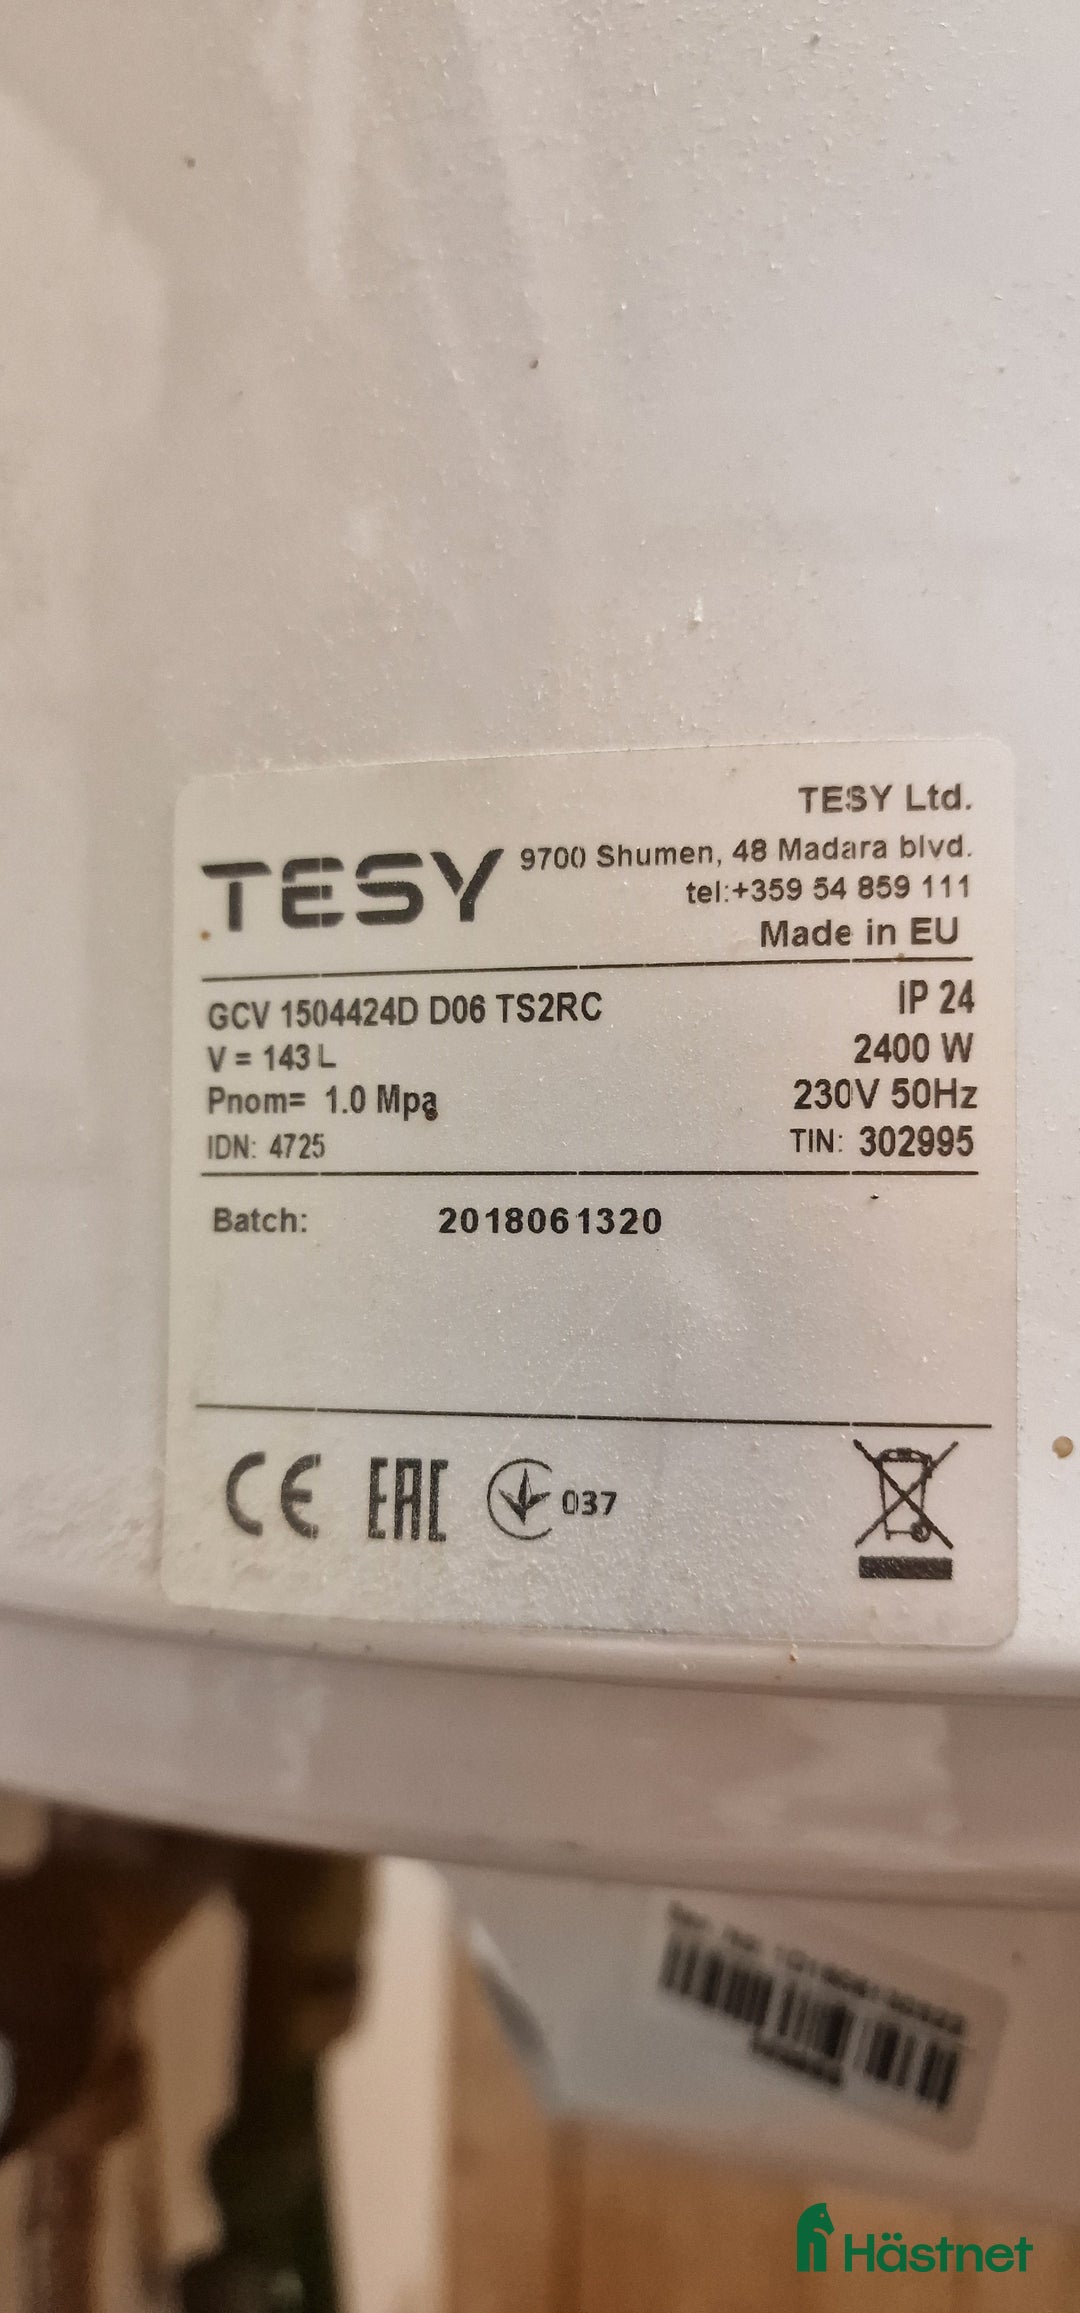 TESY Ltd.
TESY
9700 Shumen, 48 Madara blvd.
tel:+359 54 859 111
Made in EU
GCV 1504424D D06 TS2RC
IP 24
V = 143 L
2400 W
Pnom= 1.0 Mpa
230V 50Hz
IDN: 4725
TIN: 302995
Batch: 2018061320
CE EAC 037
Hästnet